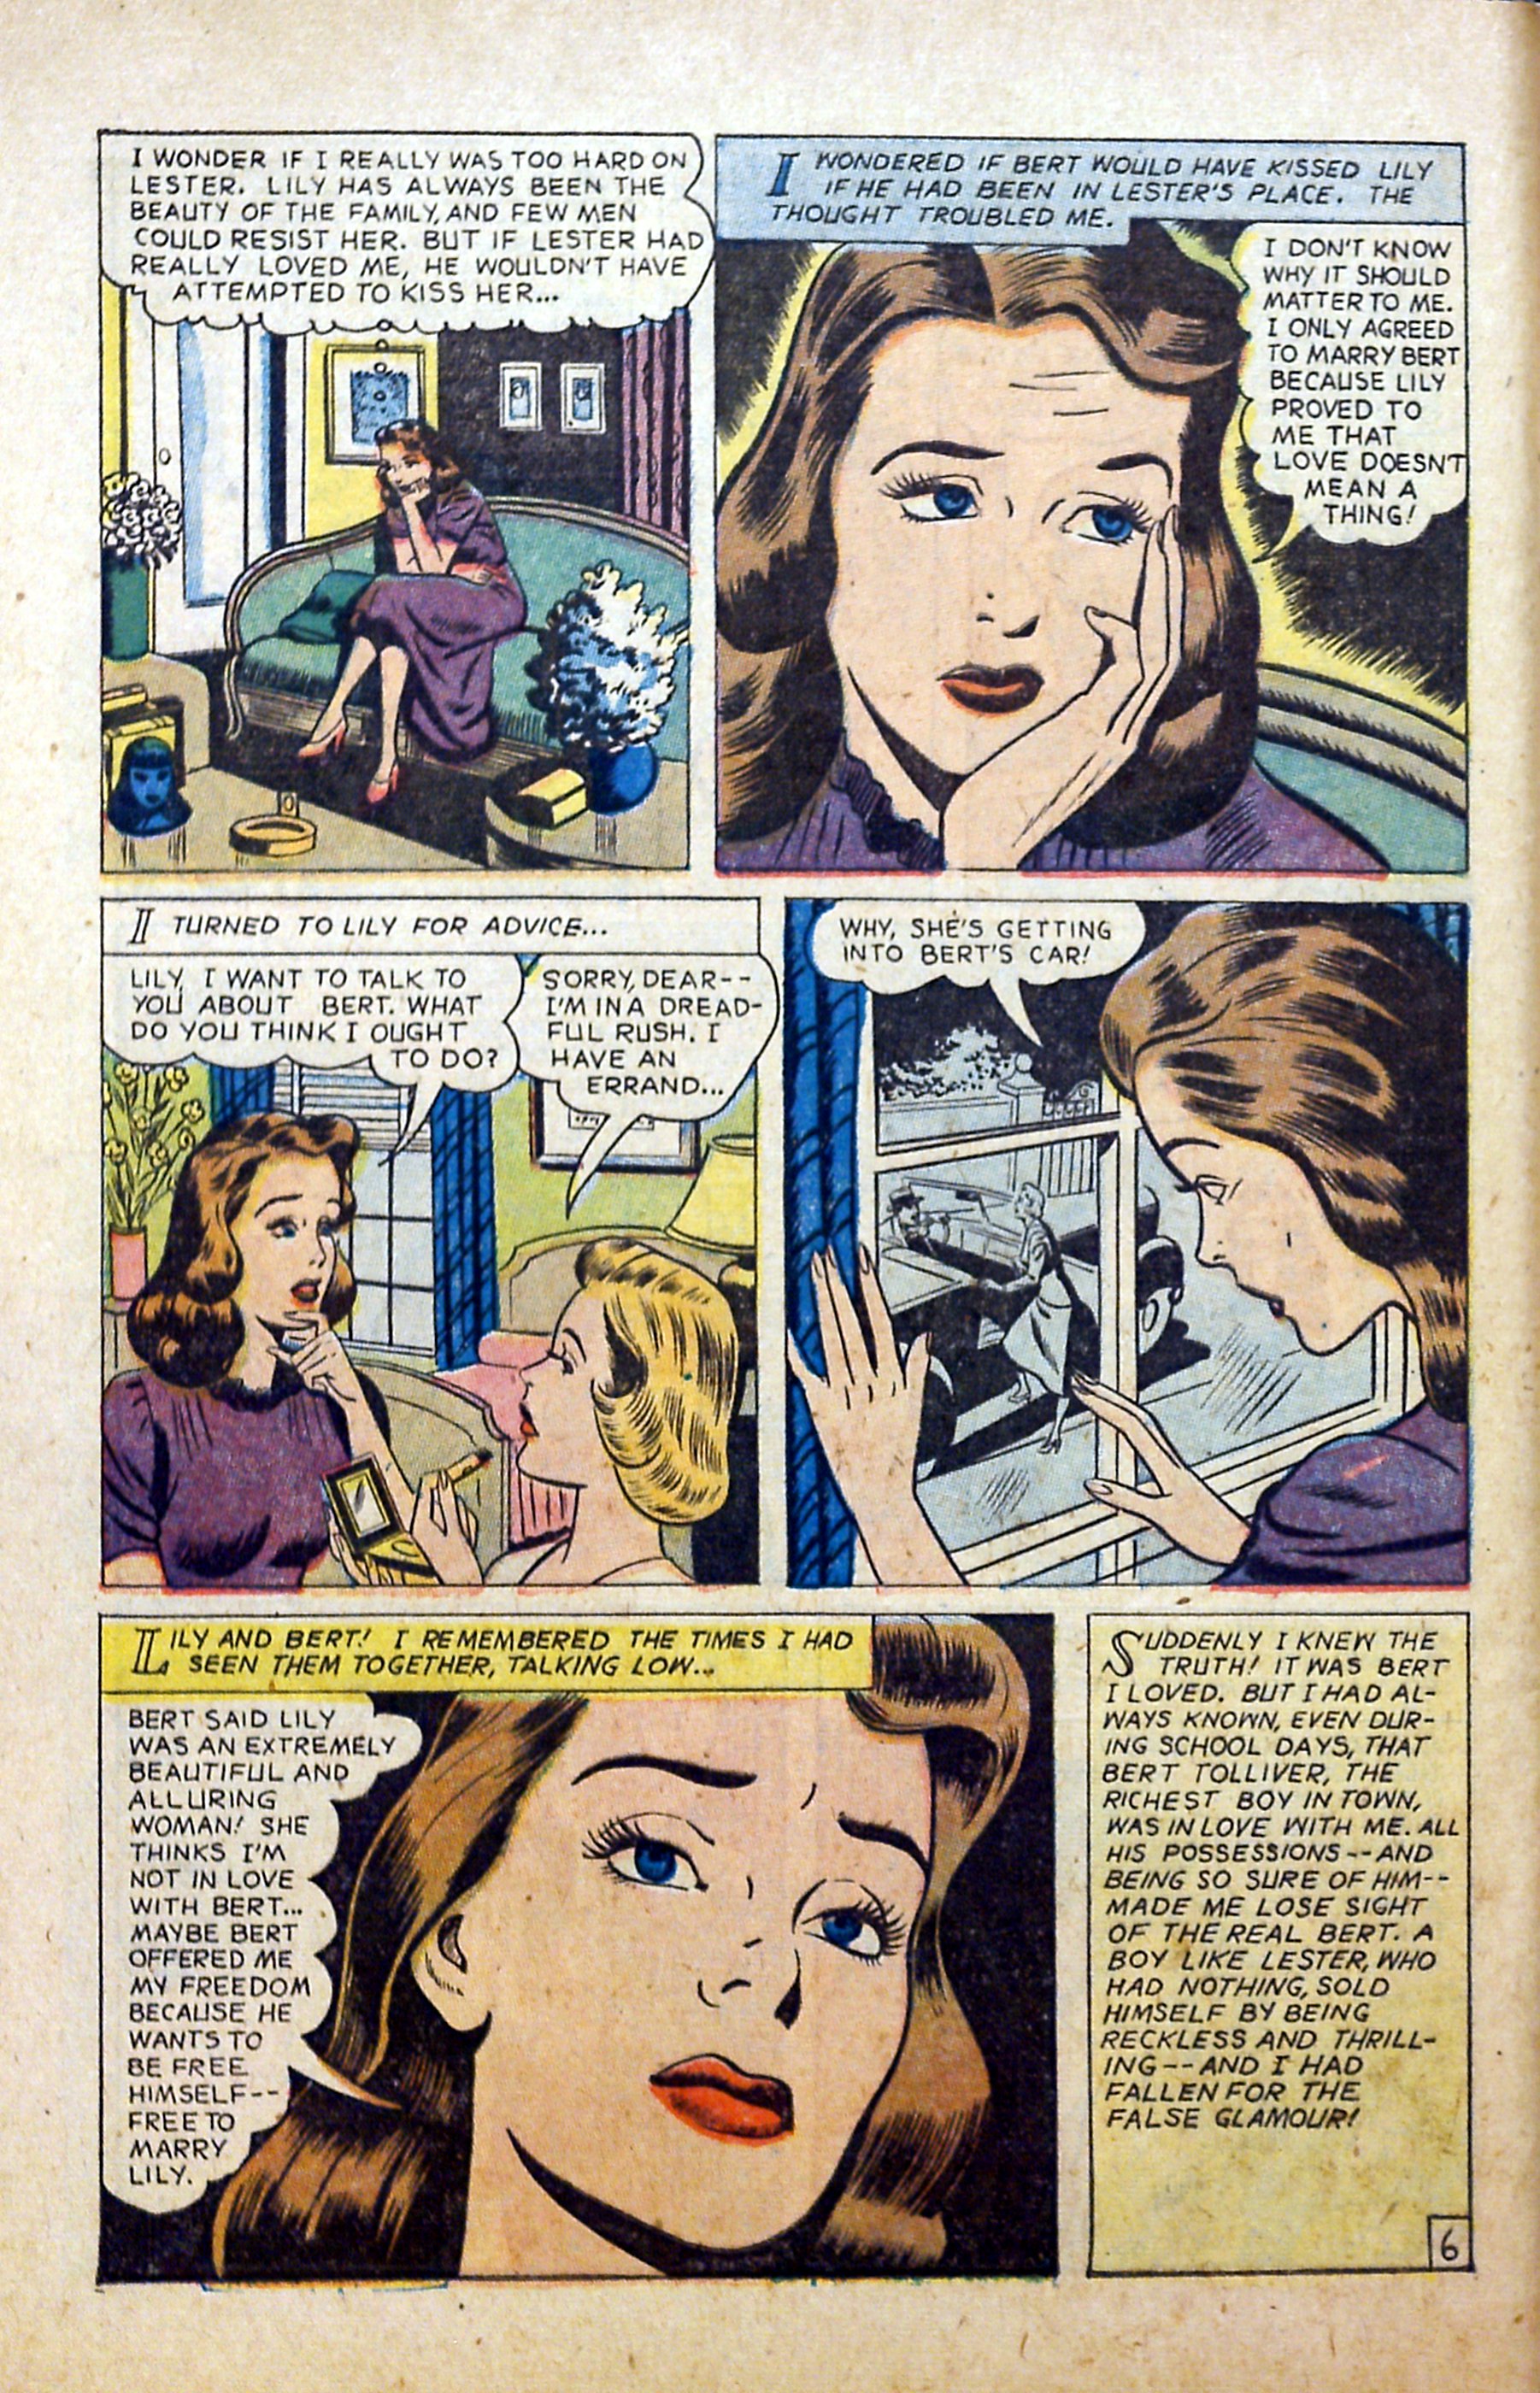 I WONDER IF I REALLY WAS TOO HARD ON
LESTER. LILY HAS ALWAYS BEEN THE
BEAUTY OF THE FAMILY, AND FEW MEN
COULD RESIST HER. BUT IF LESTER HAD
REALLY LOVED ME, HE WOULDN'T HAVE
ATTEMPTED TO KISS HER...
I WONDERED IF BERT WOULD HAVE KISSED LILY
IF HE HAD BEEN IN LESTER'S PLACE. THE
THOUGHT TROUBLED ME.
I DON'T KNOW
WHY IT SHOULD
MATTER TO ME.
I ONLY AGREED
TO MARRY BERT
BECAUSE LILY
PROVED TO
ME THAT
LOVE DOESN'T
MEAN A
THING!
I TURNED TO LILY FOR ADVICE...
LILY, I WANT TO TALK TO
YOU ABOUT BERT. WHAT
DO YOU THINK I OUGHT
TO DO?
SORRY, DEAR--
I'M IN A DREAD-
FUL RUSH. I
HAVE AN
ERRAND...
WHY, SHE'S GETTING
INTO BERT'S CAR!
LILY AND BERT! I REMEMBERED THE TIMES I HAD
SEEN THEM TOGETHER, TALKING LOW...
BERT SAID LILY
WAS AN EXTREMELY
BEAUTIFUL AND
ALLURING
WOMAN! SHE
THINKS I'M
NOT IN LOVE
WITH BERT...
MAYBE BERT
OFFERED ME
MY FREEDOM
BECAUSE HE
WANTS TO
BE FREE
HIMSELF--
FREE TO
MARRY
LILY.
SUDDENLY I KNEW THE
TRUTH! IT WAS BERT
I LOVED. BUT I HAD AL-
WAYS KNOWN, EVEN DUR-
ING SCHOOL DAYS, THAT
BERT TOLLIVER, THE
RICHEST BOY IN TOWN,
WAS IN LOVE WITH ME. ALL
HIS POSSESSIONS--AND
BEING SO SURE OF HIM--
MADE ME LOSE SIGHT
OF THE REAL BERT. A
BOY LIKE LESTER, WHO
HAD NOTHING, SOLD
HIMSELF BY BEING
RECKLESS AND THRILL-
ING--AND I HAD
FALLEN FOR THE
FALSE GLAMOUR!
6